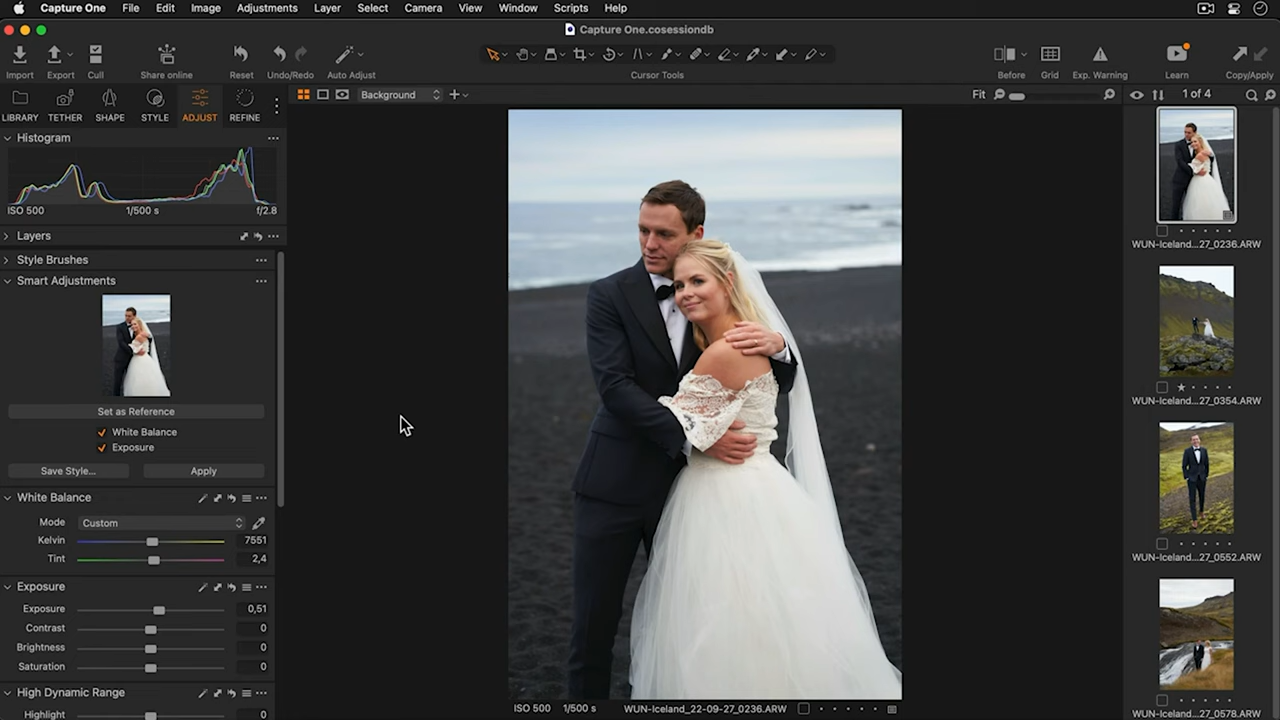 Capture One File Edit Image Adjustments Layer Select Camera View Window Scripts Help
Capture One.cosessiondb
Import Export Cull Share online Reset Undo/Redo Auto Adjust Cursor Tools Before Grid Exp. Warning Learn Copy/Apply
LIBRARY TETHER SHAPE STYLE ADJUST REFINE
Background
Fit
1 of 4
Histogram
ISO 500 1/500 s f/2.8
Layers
Style Brushes
Smart Adjustments
Set as Reference
White Balance
Exposure
Save Style... Apply
White Balance
Mode Custom
Kelvin 7551
Tint 2,4
Exposure
Exposure 0,51
Contrast 0
Brightness 0
Saturation 0
High Dynamic Range
Highlight 0
ISO 500 1/500 s WUN-Iceland_22-09-27_0236.ARW
WUN-Iceland...27_0236.ARW
WUN-Iceland...27_0354.ARW
WUN-Iceland...27_0552.ARW
WUN-Iceland...27_0578.ARW